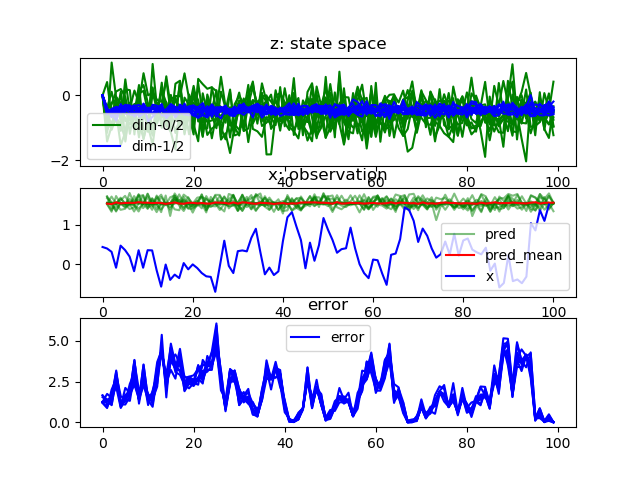 z: state space
0
−2
dim-0/2
dim-1/2
0 20 40 60 80 100
x: observation
1
0
pred
pred_mean
x
0 20 40 60 80 100
error
5.0
2.5
0.0
error
0 20 40 60 80 100